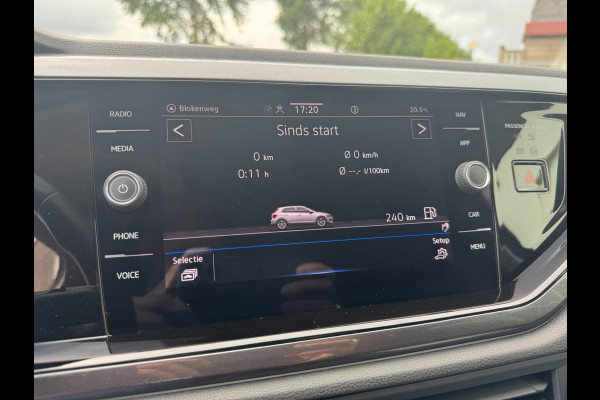 RADIO
Blokenweg 17:20 20.5°C
NAV
< Sinds start >
MEDIA
APP
0 km Ø 0 km/h
0:11 h Ø --,- l/100km
240 km
CAR
PHONE
Selectie Setup
MENU
VOICE
PASSENGER